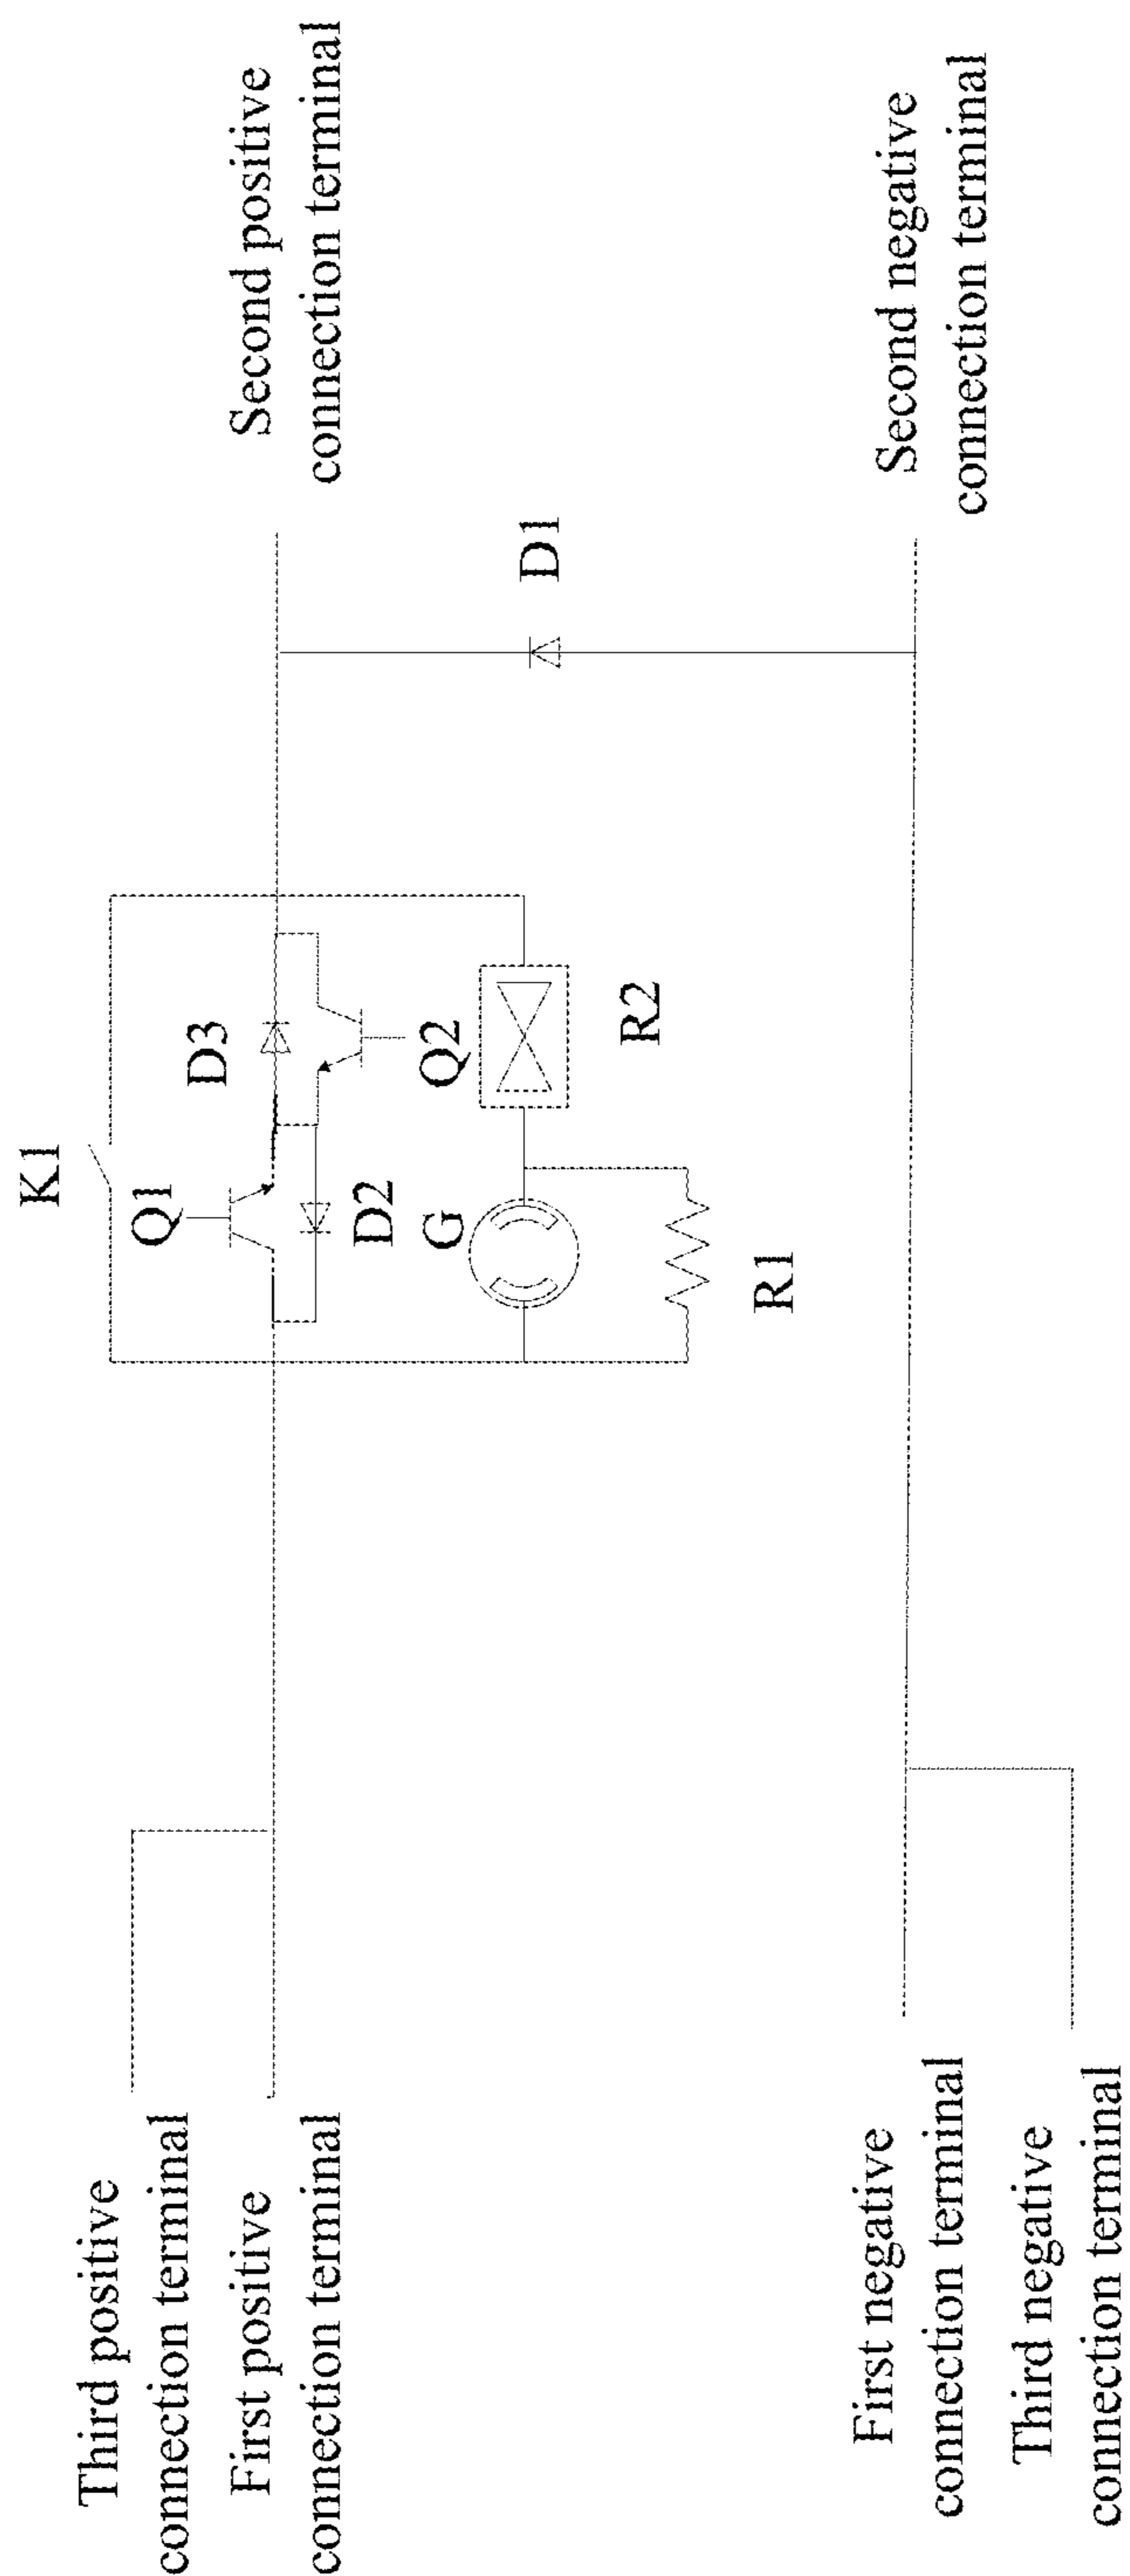 Third positive
connection terminal
First positive
connection terminal
K1
Q1
D3
D2
Q2
G
R2
R1
D1
Second positive
connection terminal
First negative
connection terminal
Third negative
connection terminal
Second negative
connection terminal